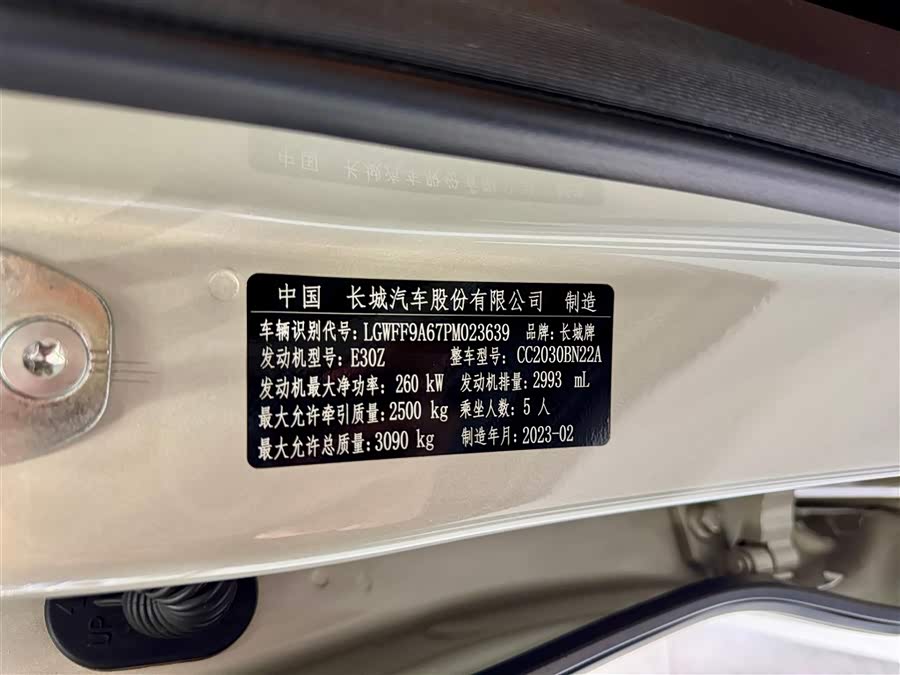 中国 长城汽车股份有限公司 制造
车辆识别代号: LGWFF9A67PM023639 品牌: 长城牌
发动机型号: E30Z 整车型号: CC2030BN22A
发动机最大净功率: 260 kW 发动机排量: 2993 mL
最大允许牵引质量: 2500 kg 乘坐人数: 5 人
最大允许总质量: 3090 kg 制造年月: 2023-02
UP